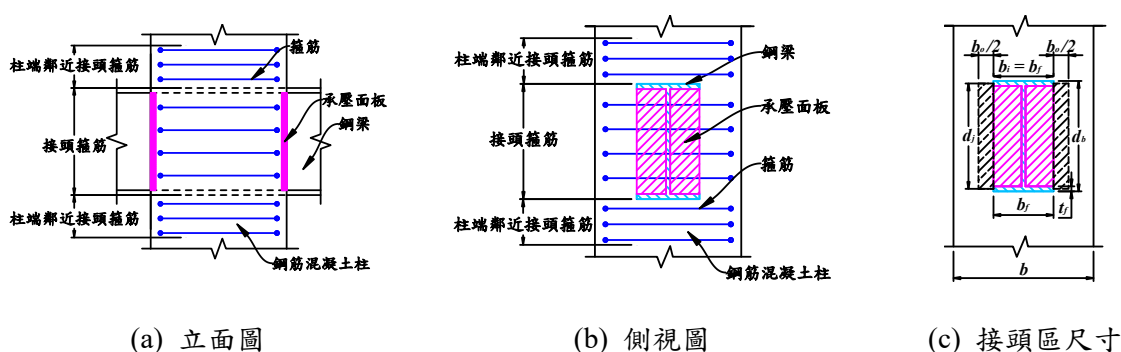 箍筋
柱端鄰近接頭箍筋
承壓面板
鋼梁
接頭箍筋
柱端鄰近接頭箍筋
鋼筋混凝土柱
(a) 立面圖
柱端鄰近接頭箍筋
鋼梁
承壓面板
接頭箍筋
箍筋
柱端鄰近接頭箍筋
鋼筋混凝土柱
(b) 側視圖
bo/2
bo/2
bi = bf
dj
db
bf
tf
b
(c) 接頭區尺寸